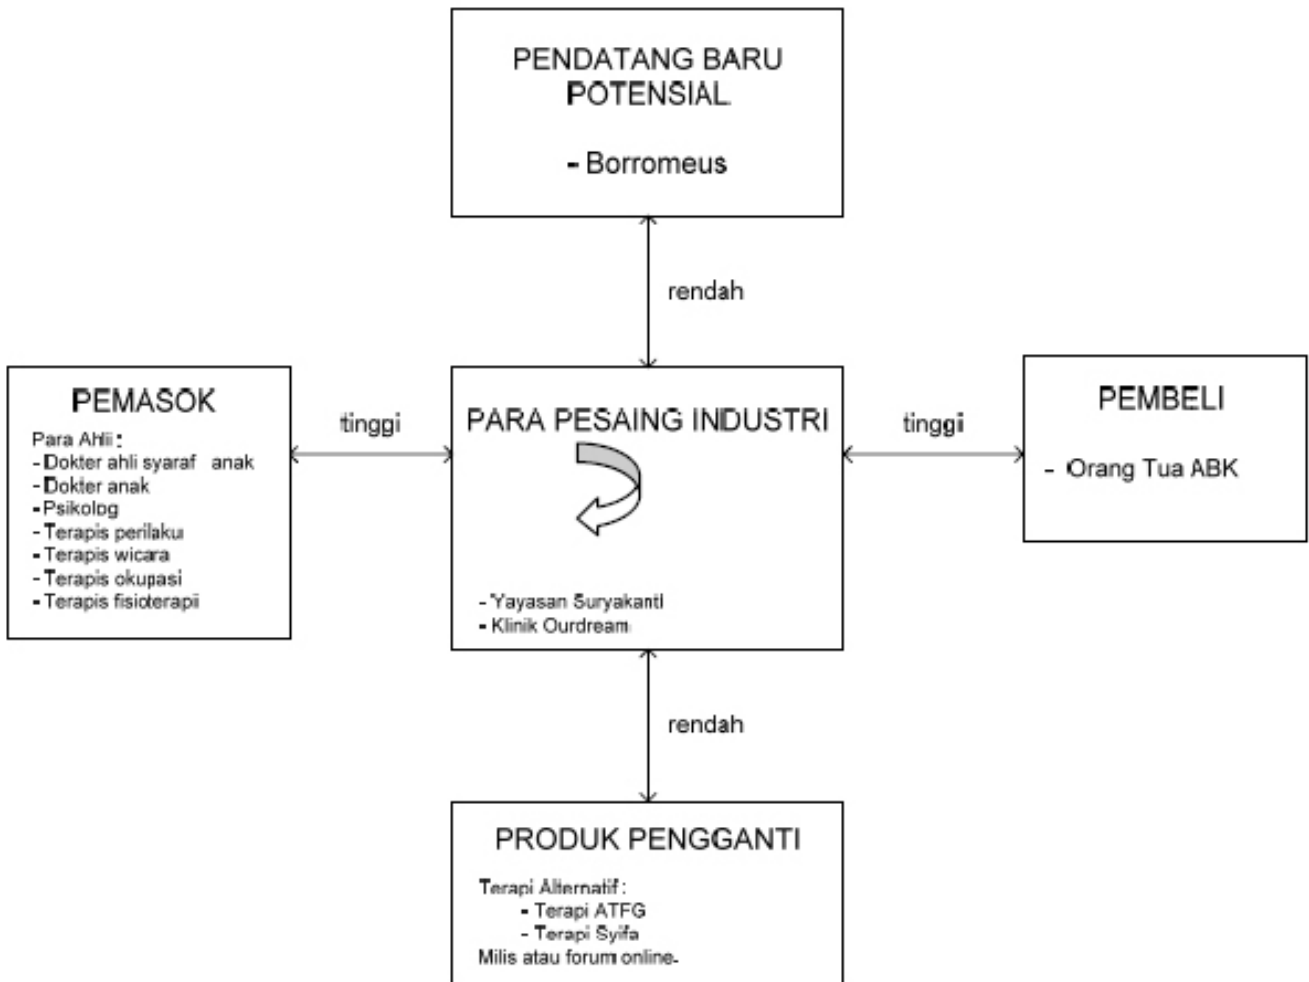 PENDATANG BARU
POTENSIAL
- Borromeus
rendah
PEMASOK
Para Ahli :
- Dokter ahli syaraf anak
- Dokter anak
- Psikolog
- Terapis perilaku
- Terapis wicara
- Terapis okupasi
- Terapis fisioterapii
tinggi
PARA PESAING INDUSTRI
- Yayasan Suryakanti
- Klinik Ourdream
tinggi
PEMBELI
- Orang Tua ABK
rendah
PRODUK PENGGANTI
Terapi Alternatif :
- Terapi ATFG
- Terapi Syifa
Milis atau forum online-